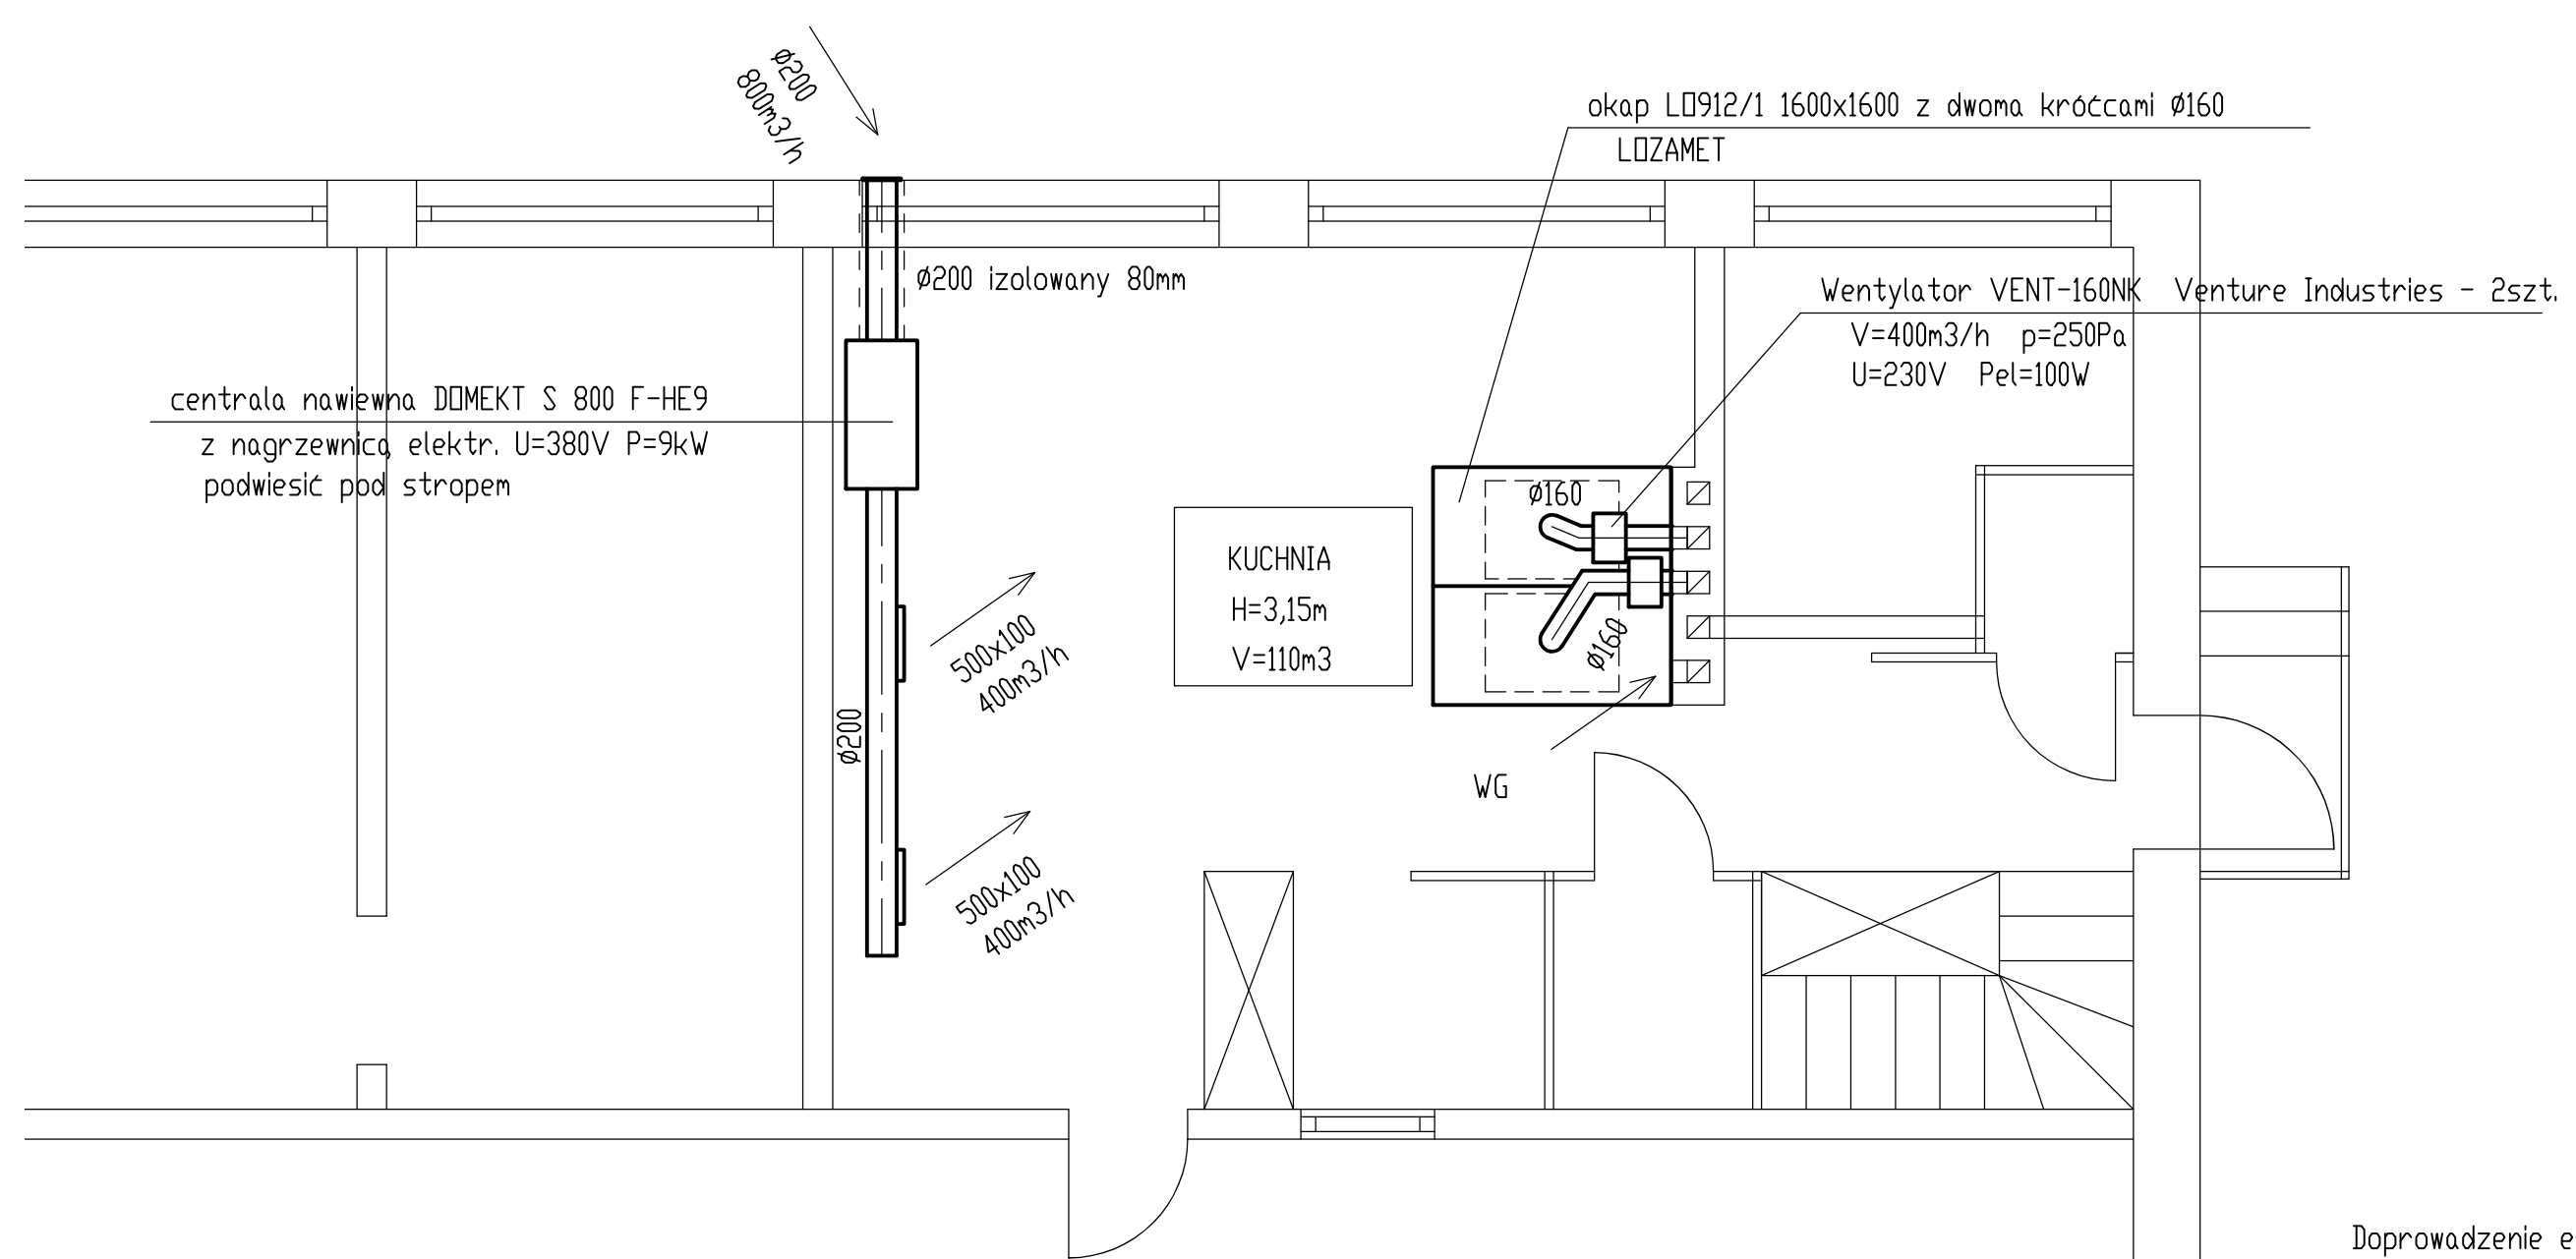 Ø200
800m3/h
okap LO912/1 1600x1600 z dwoma króćcami Ø160
LOZAMET
Ø200 izolowany 80mm
Wentylator VENT-160NK Venture Industries - 2szt.
V=400m3/h p=250Pa
U=230V Pel=100W
centrala nawiewna DOMEKT S 800 F-HE9
z nagrzewnicą elektr. U=380V P=9kW
podwiesić pod stropem
Ø160
KUCHNIA
H=3,15m
V=110m3
Ø160
500x100
400m3/h
Ø200
WG
500x100
400m3/h
Doprowadzenie e